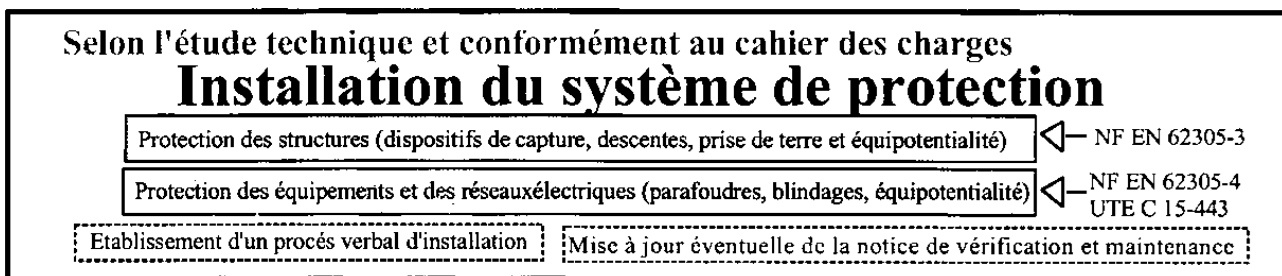 Selon l'étude technique et conformément au cahier des charges
Installation du système de protection
Protection des structures (dispositifs de capture, descentes, prise de terre et équipotentialité)
NF EN 62305-3
Protection des équipements et des réseauxélectriques (parafoudres, blindages, équipotentialité)
NF EN 62305-4
UTE C 15-443
Etablissement d'un procés verbal d'installation
Mise à jour éventuelle de la notice de vérification et maintenance